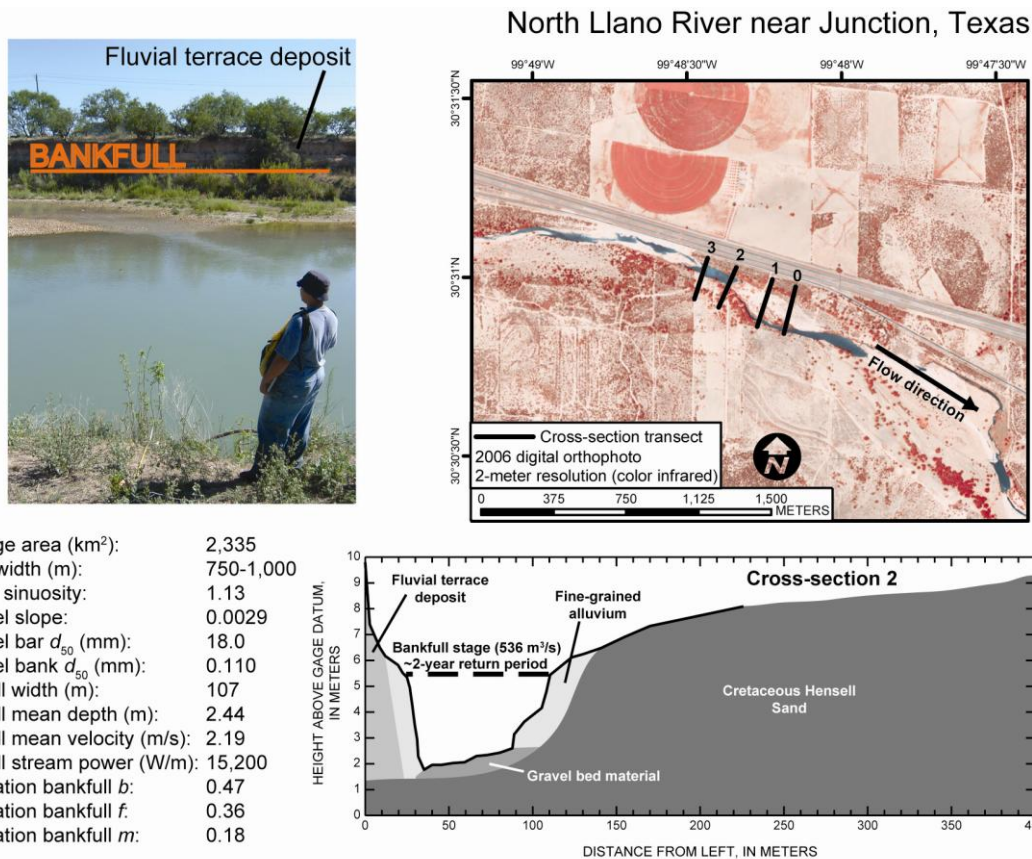 North Llano River near Junction, Texas
Fluvial terrace deposit
BANKFULL
99°49'W 99°48'30"W 99°48'W 99°47'30"W
30°31'30"N
30°31'N
30°30'30"N
3 2 1 0
Flow direction
Cross-section transect
2006 digital orthophoto
2-meter resolution (color infrared)
N
0 375 750 1,125 1,500
METERS
ge area (km²): 2,335
width (m): 750-1,000
sinuosity: 1.13
el slope: 0.0029
el bar d50 (mm): 18.0
el bank d50 (mm): 0.110
ll width (m): 107
ll mean depth (m): 2.44
ll mean velocity (m/s): 2.19
ll stream power (W/m): 15,200
ation bankfull b: 0.47
ation bankfull f: 0.36
ation bankfull m: 0.18
HEIGHT ABOVE GAGE DATUM,
IN METERS
10
9
8
7
6
5
4
3
2
1
0
Cross-section 2
Fluvial terrace
deposit
Fine-grained
alluvium
Bankfull stage (536 m³/s)
~2-year return period
Cretaceous Hensell
Sand
Gravel bed material
0 50 100 150 200 250 300 350
DISTANCE FROM LEFT, IN METERS